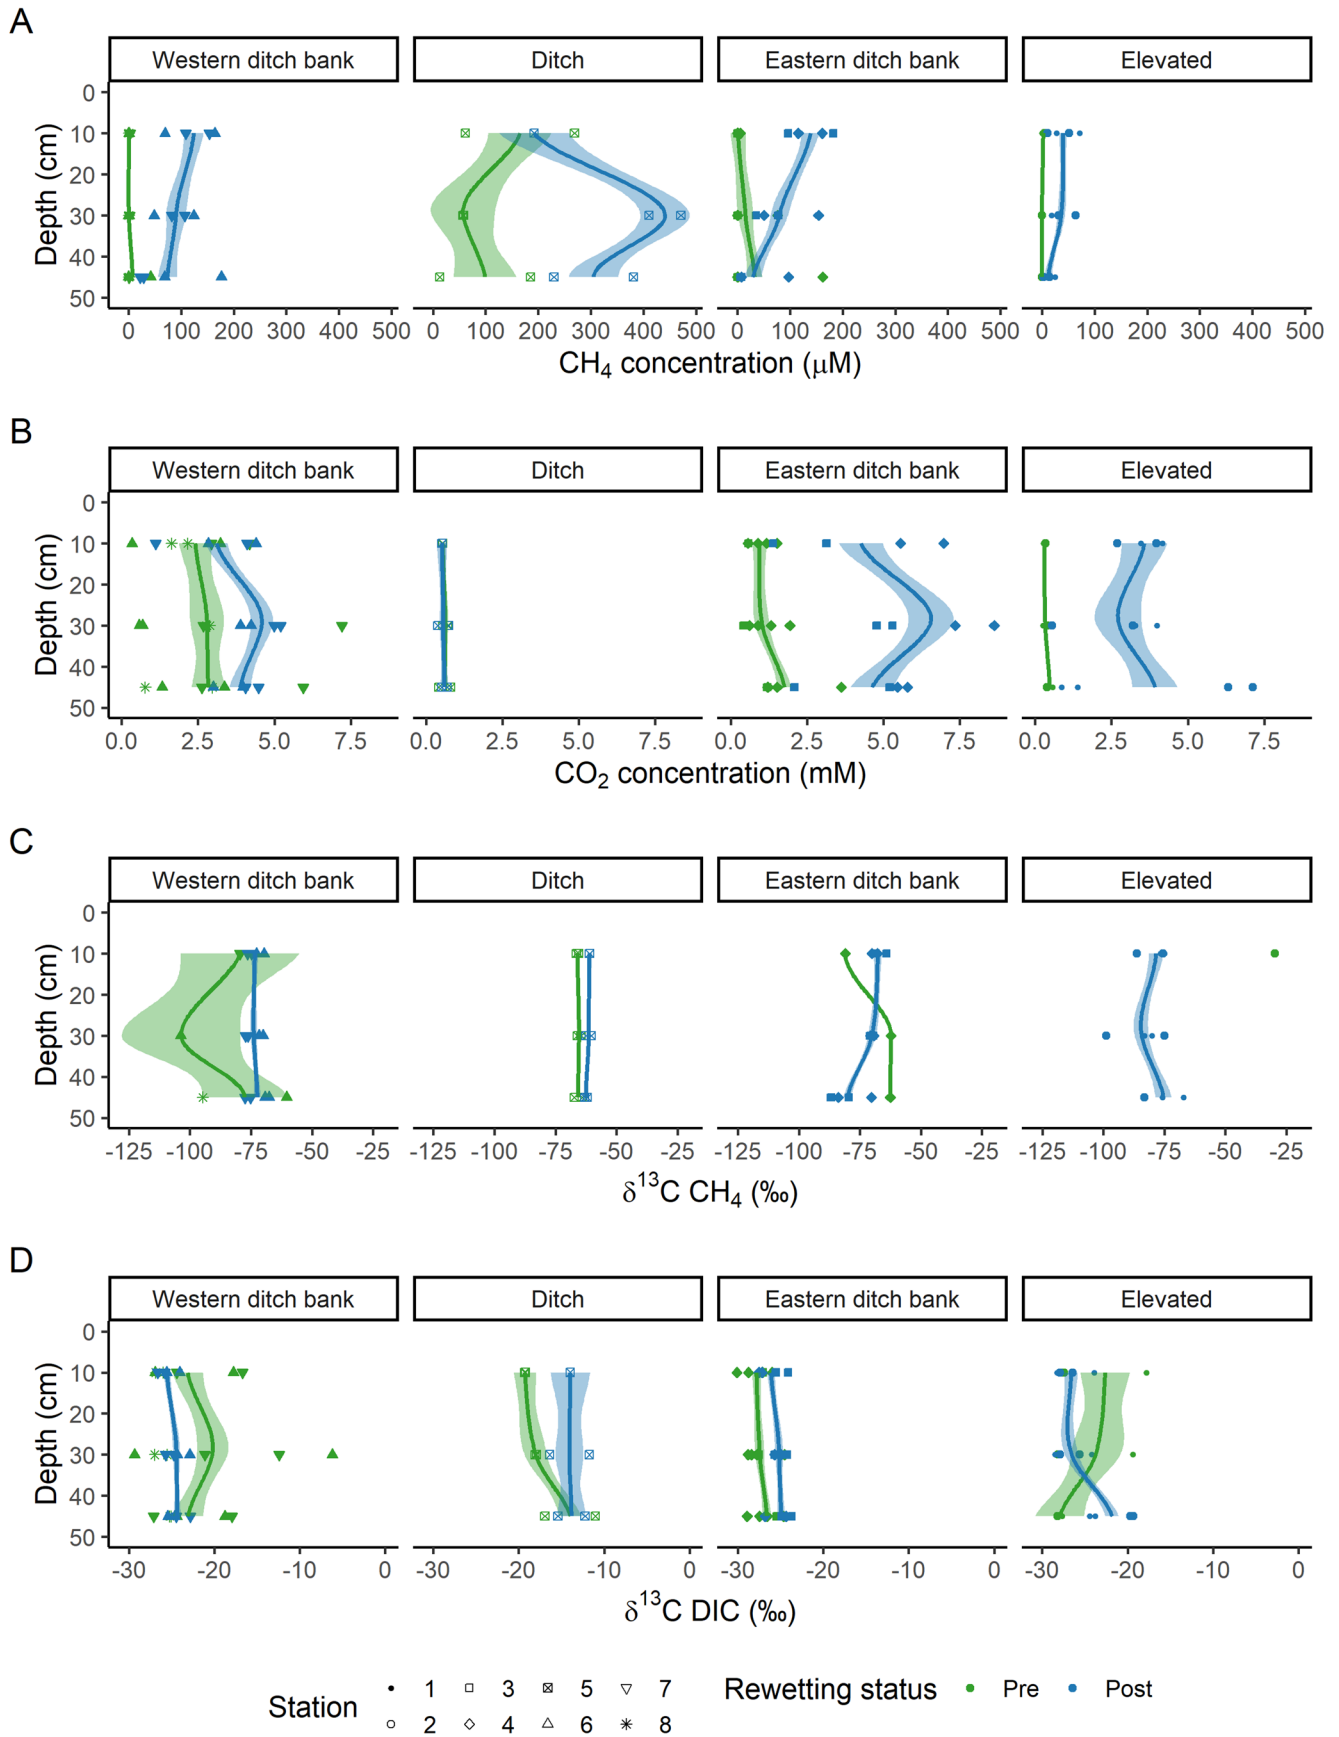 A
Western ditch bank Ditch Eastern ditch bank Elevated
0
10
20
30
40
50
Depth (cm)
0 100 200 300 400 500 0 100 200 300 400 500 0 100 200 300 400 500 0 100 200 300 400 500
CH4 concentration (μM)
B
Western ditch bank Ditch Eastern ditch bank Elevated
0
10
20
30
40
50
Depth (cm)
0.0 2.5 5.0 7.5 0.0 2.5 5.0 7.5 0.0 2.5 5.0 7.5 0.0 2.5 5.0 7.5
CO2 concentration (mM)
C
Western ditch bank Ditch Eastern ditch bank Elevated
0
10
20
30
40
50
Depth (cm)
-125 -100 -75 -50 -25 -125 -100 -75 -50 -25 -125 -100 -75 -50 -25 -125 -100 -75 -50 -25
δ13C CH4 (‰)
D
Western ditch bank Ditch Eastern ditch bank Elevated
0
10
20
30
40
50
Depth (cm)
-30 -20 -10 0 -30 -20 -10 0 -30 -20 -10 0 -30 -20 -10 0
δ13C DIC (‰)
Station 1 3 5 7 Rewetting status Pre Post
2 4 6 8